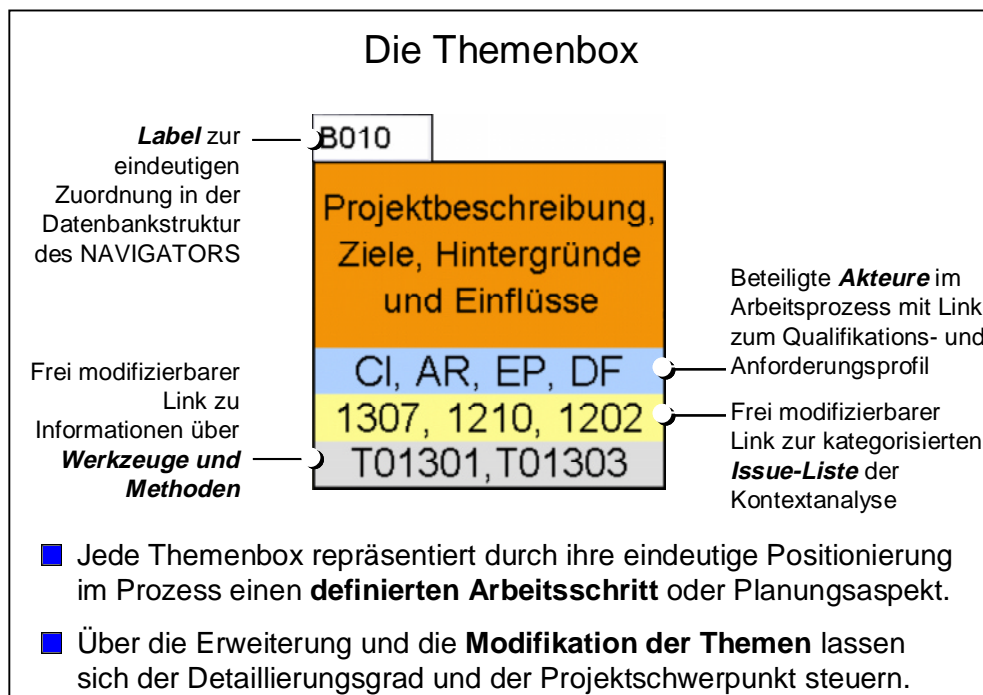 Die Themenbox
Label zur
eindeutigen
Zuordnung in der
Datenbankstruktur
des NAVIGATORS
B010
Projektbeschreibung,
Ziele, Hintergründe
und Einflüsse
CI, AR, EP, DF
1307, 1210, 1202
T01301,T01303
Frei modifizierbarer
Link zu
Informationen über
Werkzeuge und
Methoden
Beteiligte Akteure im
Arbeitsprozess mit Link
zum Qualifikations- und
Anforderungsprofil
Frei modifizierbarer
Link zur kategorisierten
Issue-Liste der
Kontextanalyse
Jede Themenbox repräsentiert durch ihre eindeutige Positionierung
im Prozess einen definierten Arbeitsschritt oder Planungsaspekt.
Über die Erweiterung und die Modifikation der Themen lassen
sich der Detaillierungsgrad und der Projektschwerpunkt steuern.